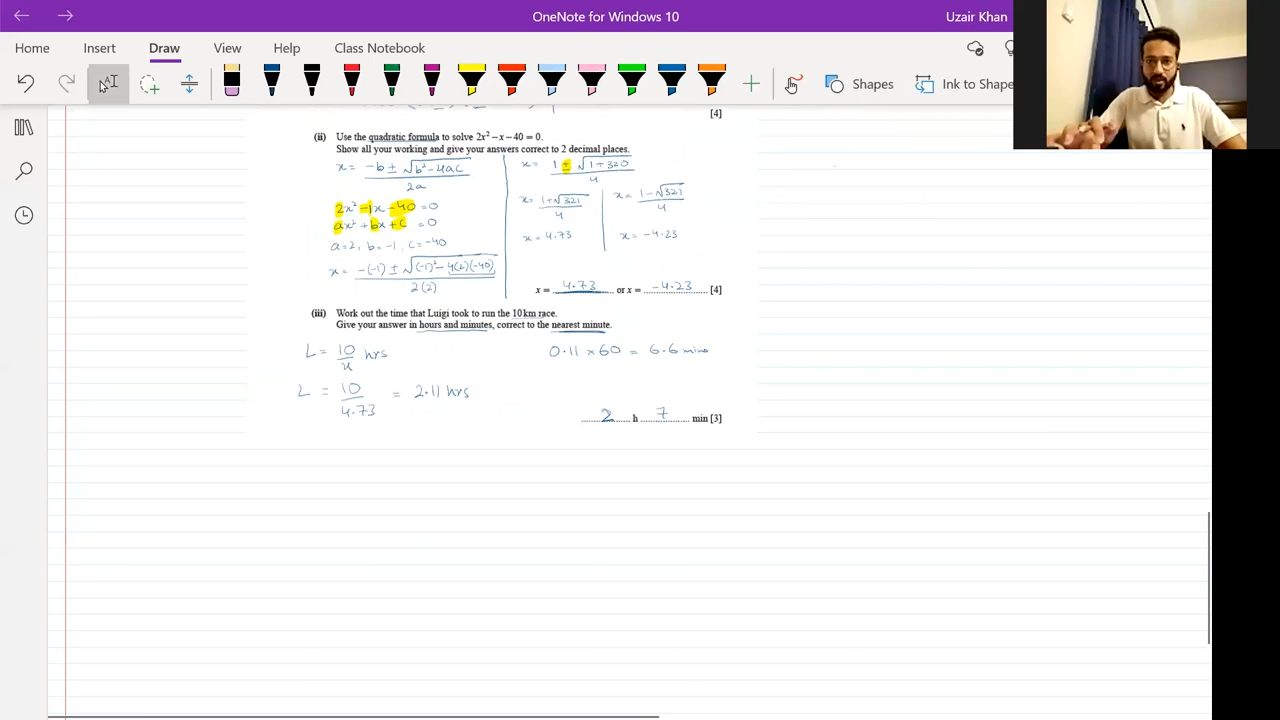 OneNote for Windows 10
Uzair Khan
Home Insert Draw View Help Class Notebook
Shapes
Ink to Shape
[4]
(ii) Use the quadratic formula to solve 2x² − x − 40 = 0.
Show all your working and give your answers correct to 2 decimal places.
x = −b ± √b² − 4ac / 2a
2x² − 1x − 40 = 0
ax² + bx + c = 0
a = 2, b = −1, c = −40
x = −(−1) ± √(−1)² − 4(2)(−40) / 2(2)
x = 1 ± √1 + 320 / 4
x = 1 + √321 / 4
x = 4.73
x = 1 − √321 / 4
x = −4.23
x = 4.73 or x = −4.23 [4]
(iii) Work out the time that Luigi took to run the 10 km race.
Give your answer in hours and minutes, correct to the nearest minute.
L = 10 / x hrs
L = 10 / 4.73 = 2.11 hrs
0.11 × 60 = 6.6 mins
2 h 7 min [3]